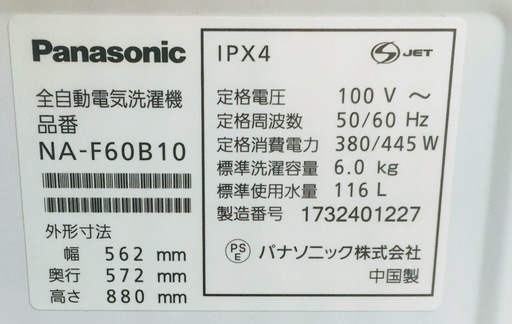 Panasonic
全自動電気洗濯機
品番
NA-F60B10
外形寸法
幅 562 mm
奥行 572 mm
高さ 880 mm
IPX4
S JET
定格電圧 100 V ～
定格周波数 50/60 Hz
定格消費電力 380/445 W
標準洗濯容量 6.0 kg
標準使用水量 116 L
製造番号 1732401227
PSE パナソニック株式会社
中国製